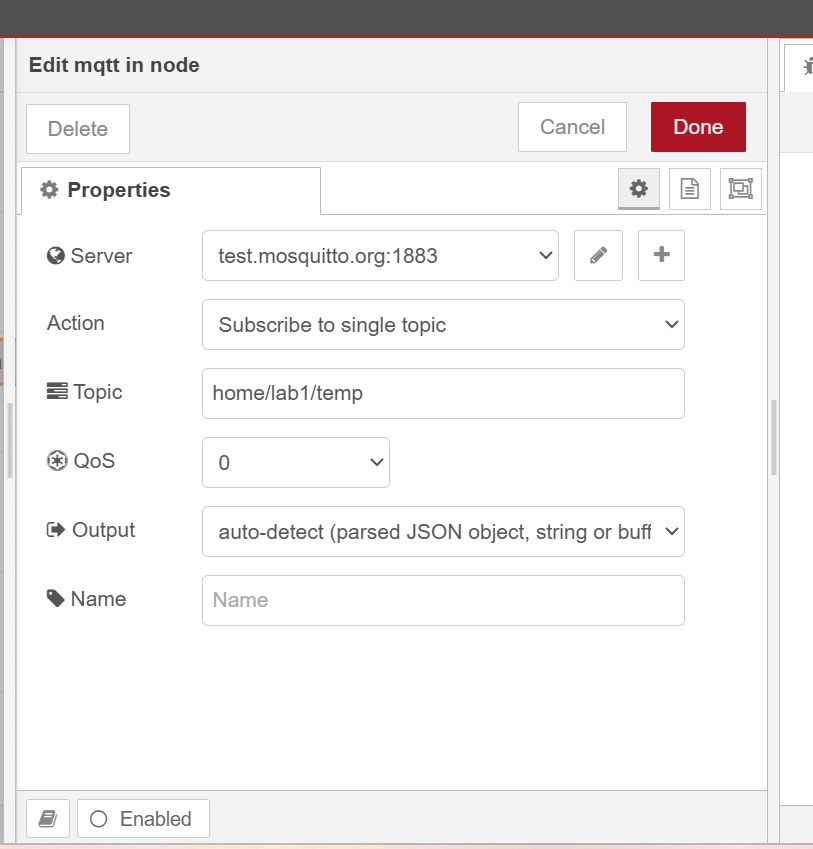 Edit mqtt in node
Delete
Cancel
Done
Properties
Server
test.mosquitto.org:1883
Action
Subscribe to single topic
Topic
home/lab1/temp
QoS
0
Output
auto-detect (parsed JSON object, string or buff
Name
Name
Enabled